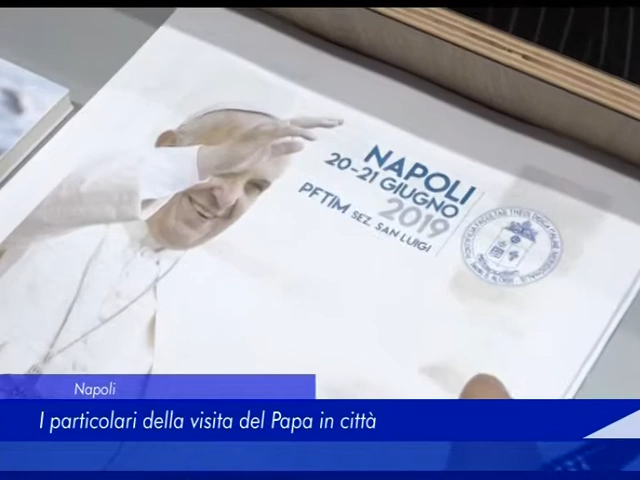 NAPOLI
20-21 GIUGNO
2019
PFTIM SEZ. SAN LUIGI
Napoli
I particolari della visita del Papa in città